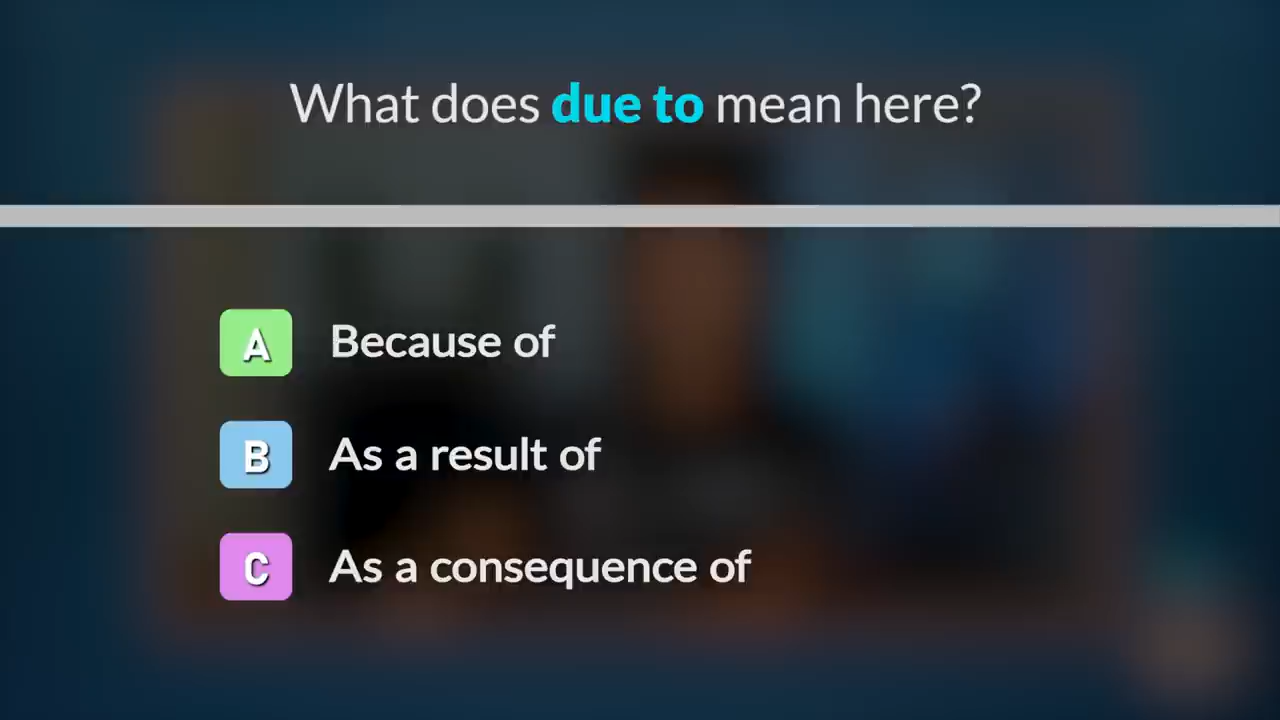 What does due to mean here?
A Because of
B As a result of
C As a consequence of